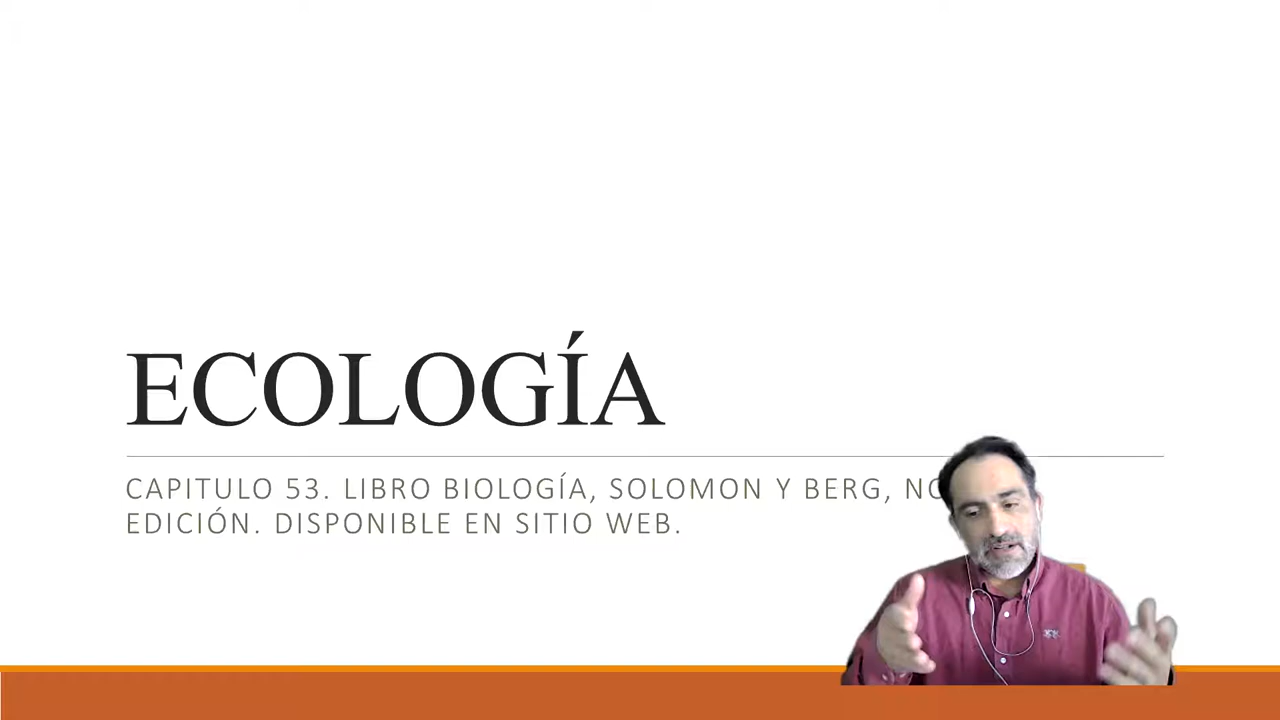 ECOLOGÍA
CAPITULO 53. LIBRO BIOLOGÍA, SOLOMON Y BERG,
EDICIÓN. DISPONIBLE EN SITIO WEB.